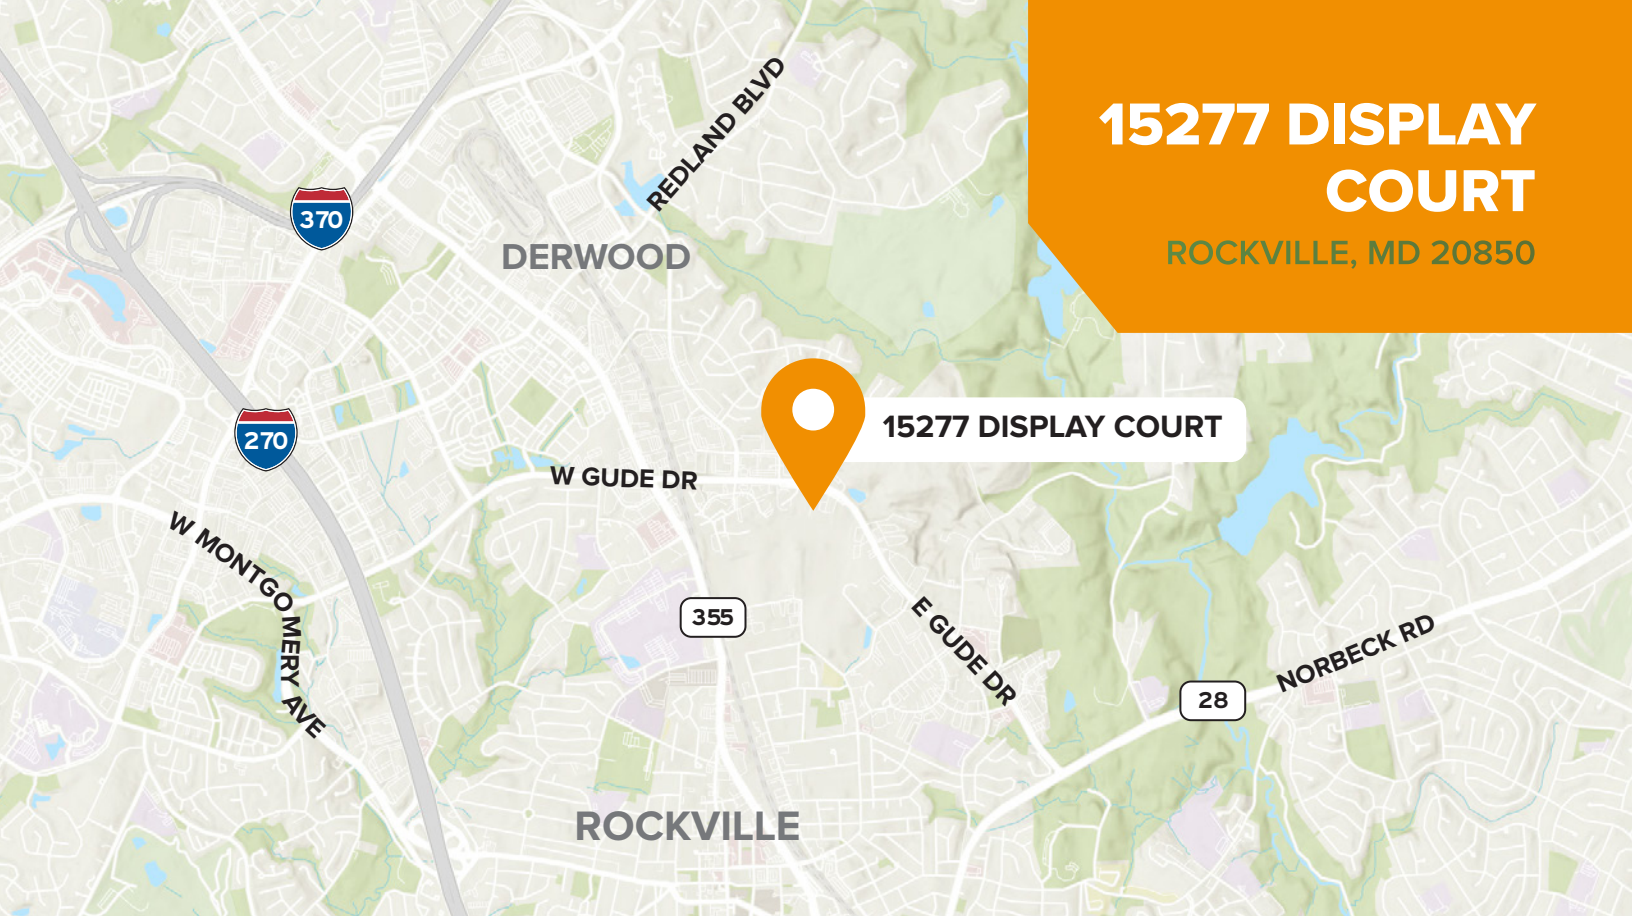 15277 DISPLAY
COURT
ROCKVILLE, MD 20850
REDLAND BLVD
370
DERWOOD
15277 DISPLAY COURT
270
W GUDE DR
W MONTGOMERY AVE
355
E GUDE DR
NORBECK RD
28
ROCKVILLE